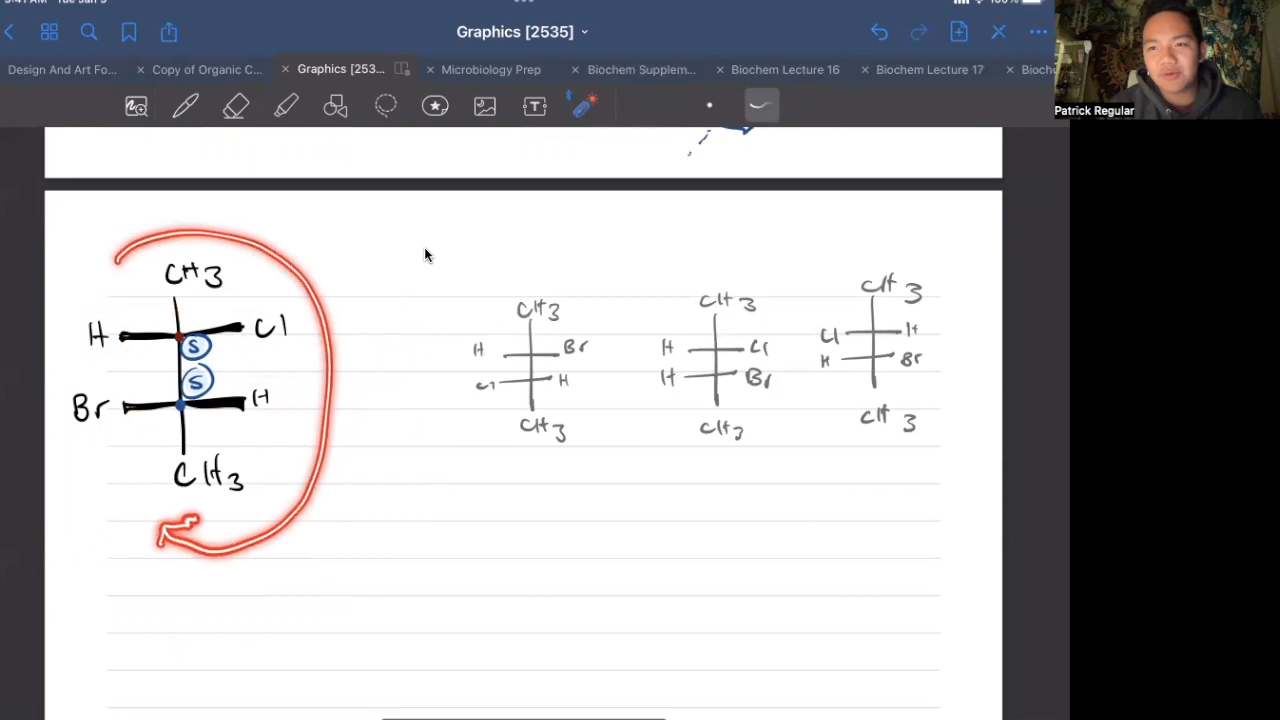 Graphics [2535]
Design And Art Fo...
Copy of Organic C...
Graphics [253...
Microbiology Prep
Biochem Supplem...
Biochem Lecture 16
Biochem Lecture 17
Patrick Regular
CH3
H Cl
S
S
Br H
CH3
CH3
H Br
Cl H
CH3
CH3
H Cl
H Br
CH3
CH3
Cl H
H Br
CH3